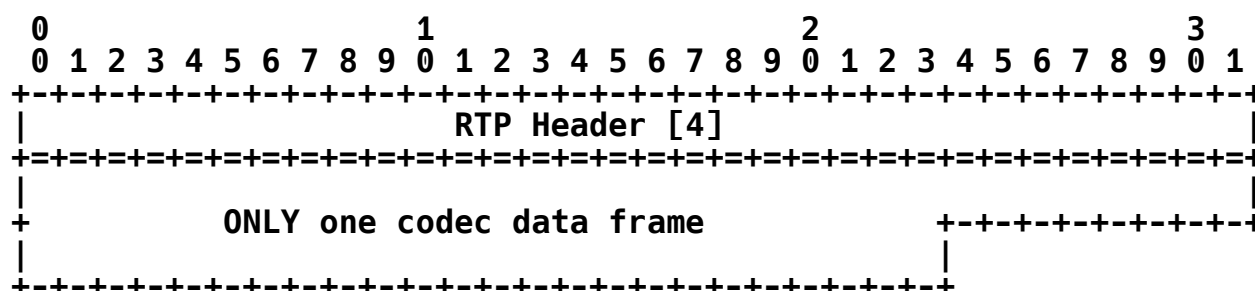 0                   1                   2                   3
 0 1 2 3 4 5 6 7 8 9 0 1 2 3 4 5 6 7 8 9 0 1 2 3 4 5 6 7 8 9 0 1
+-+-+-+-+-+-+-+-+-+-+-+-+-+-+-+-+-+-+-+-+-+-+-+-+-+-+-+-+-+-+-+-+
|                      RTP Header [4]                           |
+=+=+=+=+=+=+=+=+=+=+=+=+=+=+=+=+=+=+=+=+=+=+=+=+=+=+=+=+=+=+=+=+
|                                                               |
+          ONLY one codec data frame            +-+-+-+-+-+-+-+-+
|                                               |
+-+-+-+-+-+-+-+-+-+-+-+-+-+-+-+-+-+-+-+-+-+-+-+-+